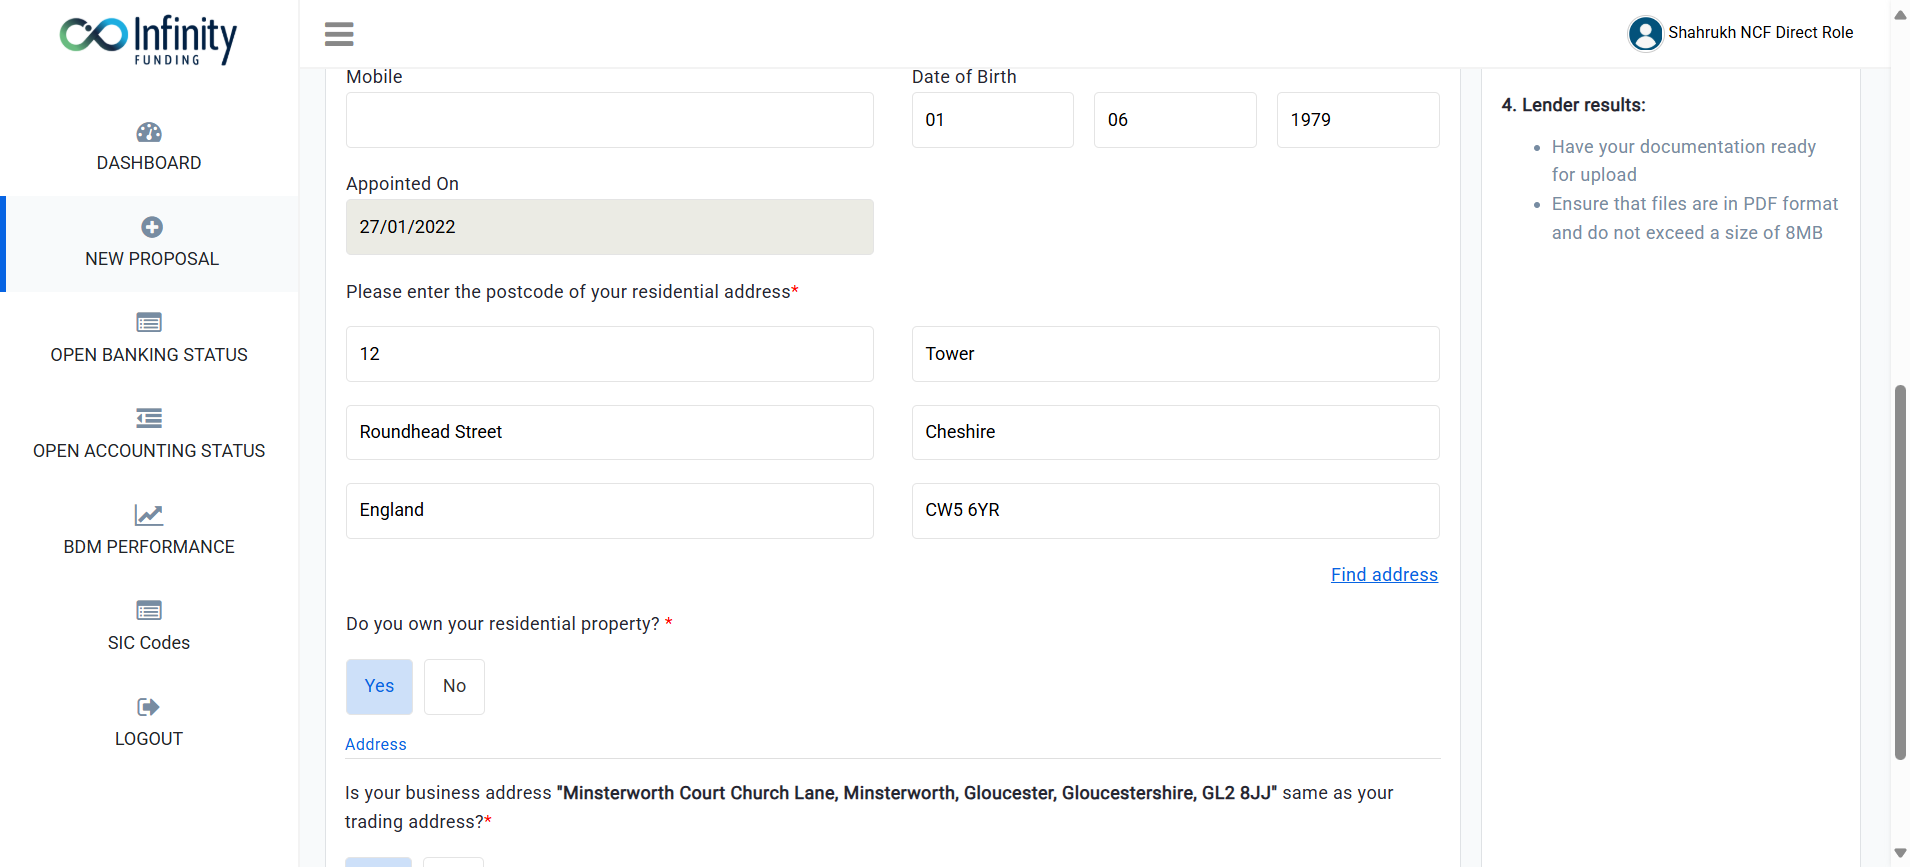 Infinity
FUNDING
Shahrukh NCF Direct Role
DASHBOARD
NEW PROPOSAL
OPEN BANKING STATUS
OPEN ACCOUNTING STATUS
BDM PERFORMANCE
SIC Codes
LOGOUT
Mobile
Date of Birth
01
06
1979
Appointed On
27/01/2022
Please enter the postcode of your residential address*
12
Tower
Roundhead Street
Cheshire
England
CW5 6YR
Find address
Do you own your residential property? *
Yes
No
Address
Is your business address "Minsterworth Court Church Lane, Minsterworth, Gloucester, Gloucestershire, GL2 8JJ" same as your
trading address?*
4. Lender results:
Have your documentation ready
for upload
Ensure that files are in PDF format
and do not exceed a size of 8MB